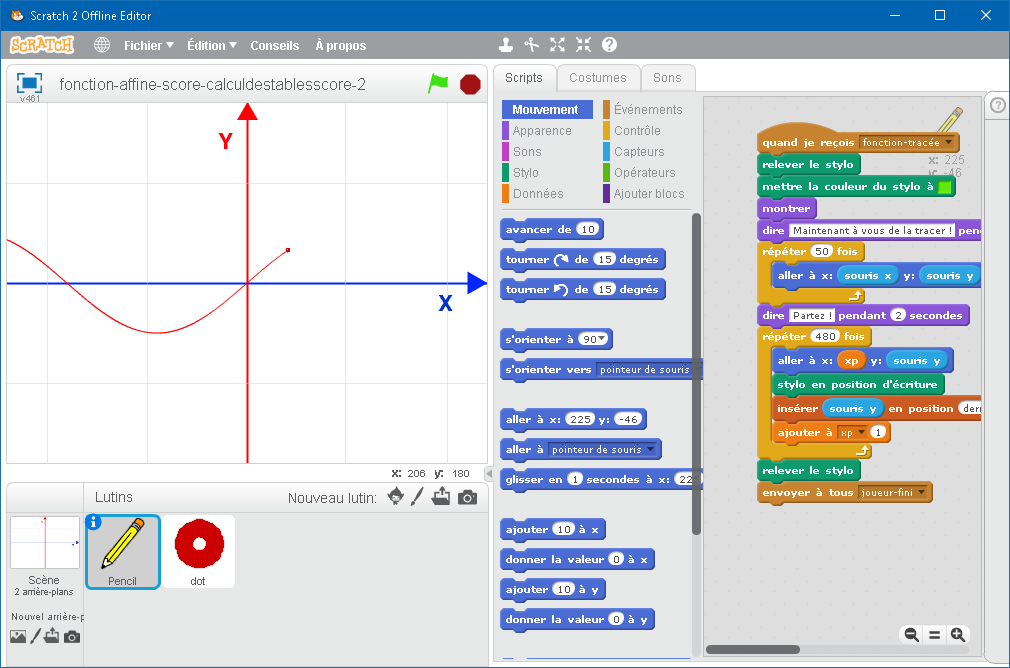 Scratch 2 Offline Editor
SCRATCH Fichier Édition Conseils À propos
v461
fonction-affine-score-calculdestablesscore-2
Y
X
X: 206 y: 180
Lutins
Nouveau lutin:
Scène
2 arrière-plans
Nouvel arrière-p
Pencil
dot
Scripts
Costumes
Sons
Mouvement
Apparence
Sons
Stylo
Données
Événements
Contrôle
Capteurs
Opérateurs
Ajouter blocs
avancer de 10
tourner de 15 degrés
tourner de 15 degrés
s'orienter à 90
s'orienter vers pointeur de souris
aller à x: 225 y: -46
aller à pointeur de souris
glisser en 1 secondes à x: 22
ajouter 10 à x
donner la valeur 0 à x
ajouter 10 à y
donner la valeur 0 à y
x: 225
y: -46
quand je reçois fonction-tracée
relever le stylo
mettre la couleur du stylo à
montrer
dire Maintenant à vous de la tracer ! pen
répéter 50 fois
aller à x: souris x y: souris y
dire Partez ! pendant 2 secondes
répéter 480 fois
aller à x: xp y: souris y
stylo en position d'écriture
insérer souris y en position der
ajouter à xp 1
relever le stylo
envoyer à tous joueur-fini